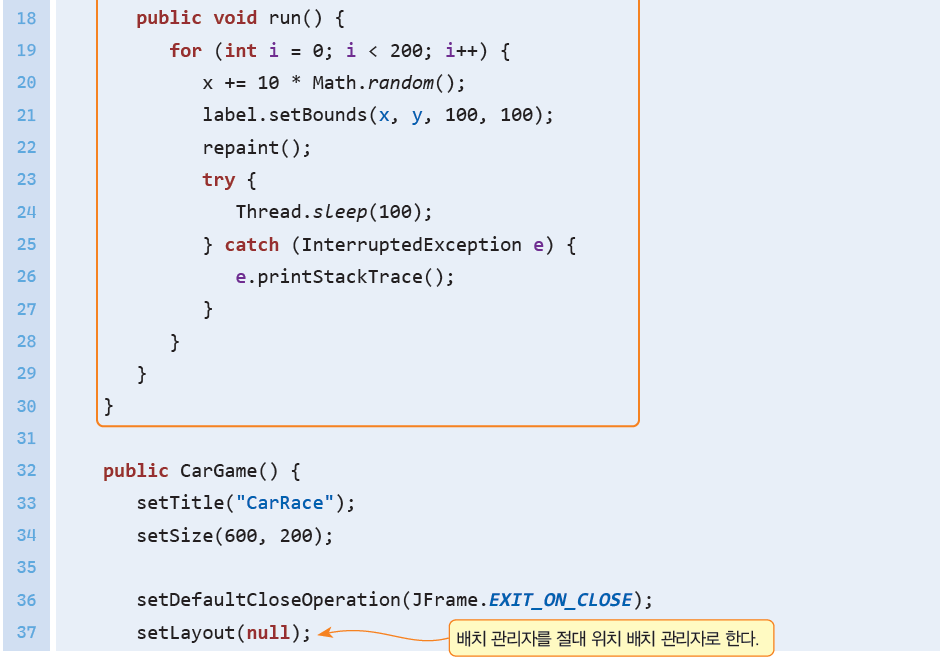 18 public void run() {
19 for (int i = 0; i < 200; i++) {
20 x += 10 * Math.random();
21 label.setBounds(x, y, 100, 100);
22 repaint();
23 try {
24 Thread.sleep(100);
25 } catch (InterruptedException e) {
26 e.printStackTrace();
27 }
28 }
29 }
30 }
31
32 public CarGame() {
33 setTitle("CarRace");
34 setSize(600, 200);
35
36 setDefaultCloseOperation(JFrame.EXIT_ON_CLOSE);
37 setLayout(null); 배치 관리자를 절대 위치 배치 관리자로 한다.